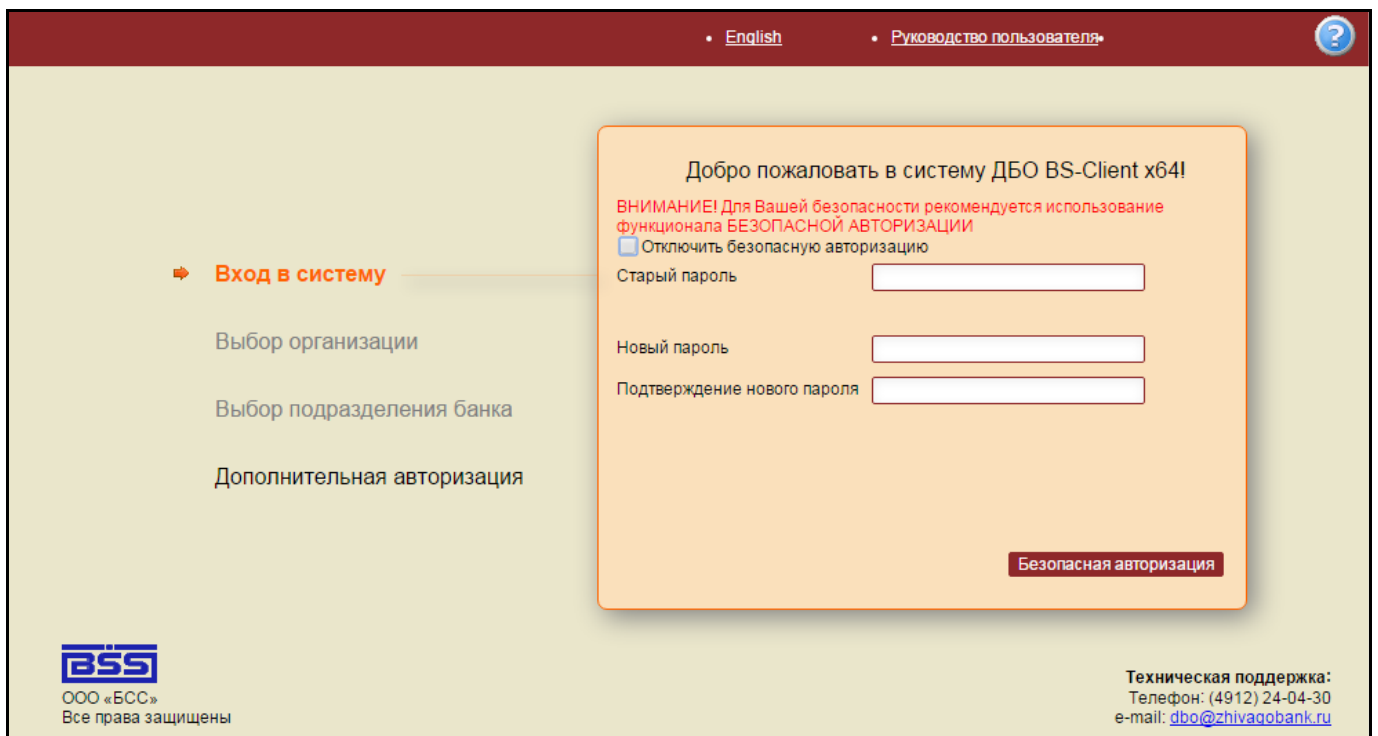 English
Руководство пользователя
?
Добро пожаловать в систему ДБО BS-Client x64!
ВНИМАНИЕ! Для Вашей безопасности рекомендуется использование
функционала БЕЗОПАСНОЙ АВТОРИЗАЦИИ
Отключить безопасную авторизацию
Вход в систему
Старый пароль
Выбор организации
Новый пароль
Подтверждение нового пароля
Выбор подразделения банка
Дополнительная авторизация
Безопасная авторизация
BSS
ООО «БСС»
Все права защищены
Техническая поддержка:
Телефон: (4912) 24-04-30
e-mail: dbo@zhivagobank.ru